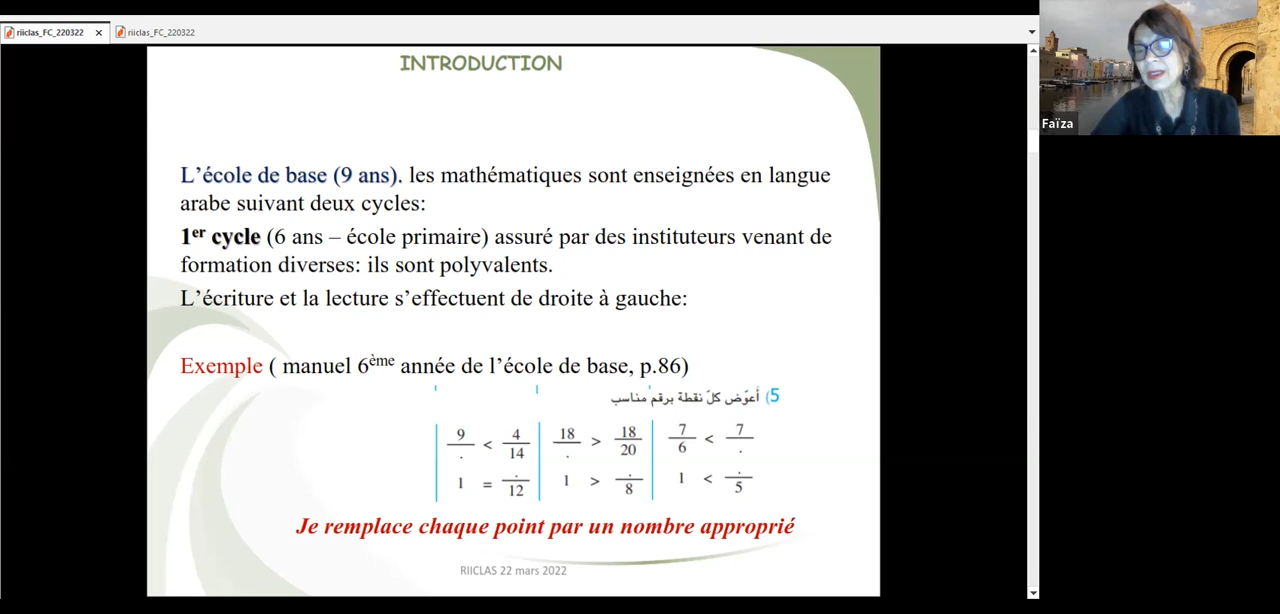 riiclas_FC_220322
riiclas_FC_220322
Faïza
INTRODUCTION
L'école de base (9 ans). les mathématiques sont enseignées en langue
arabe suivant deux cycles:
1er cycle (6 ans – école primaire) assuré par des instituteurs venant de
formation diverses: ils sont polyvalents.
L'écriture et la lecture s'effectuent de droite à gauche:
Exemple ( manuel 6ème année de l'école de base, p.86)
5) أعوّض كلّ نقطة برقم مناسب
9/. < 4/14 | 18/. > 18/20 | 7/6 < 7/.
1 = ./12 | 1 > ./8 | 1 < ./5
Je remplace chaque point par un nombre approprié
RIICLAS 22 mars 2022